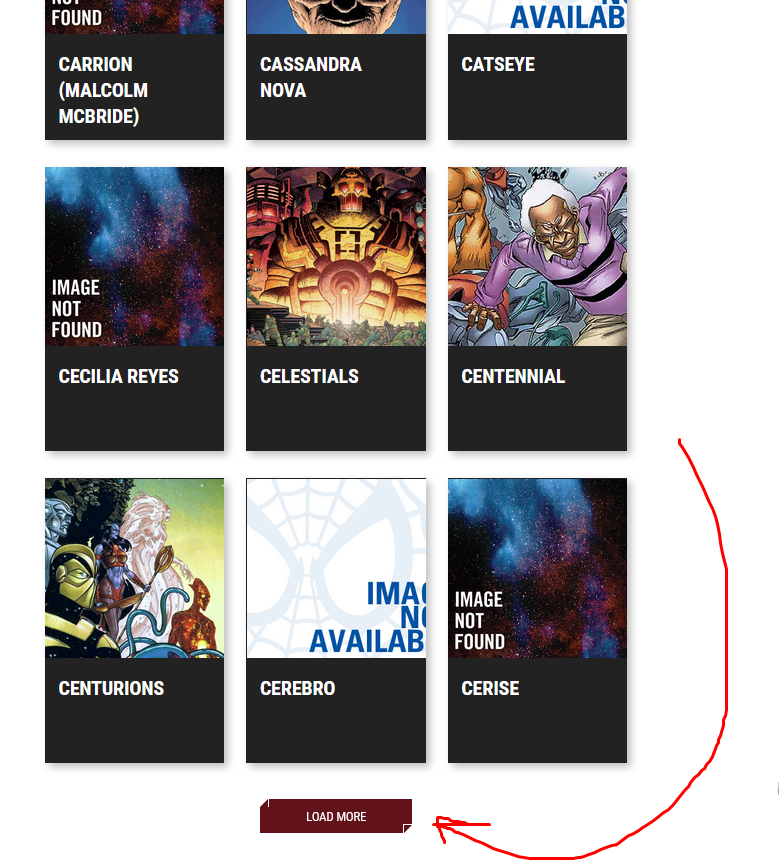 NOT
FOUND
AVAILAB
CARRION
(MALCOLM
MCBRIDE)
CASSANDRA
NOVA
CATSEYE
IMAGE
NOT
FOUND
CECILIA REYES
CELESTIALS
CENTENNIAL
IMAG
NO
AVAILAB
IMAGE
NOT
FOUND
CENTURIONS
CEREBRO
CERISE
LOAD MORE